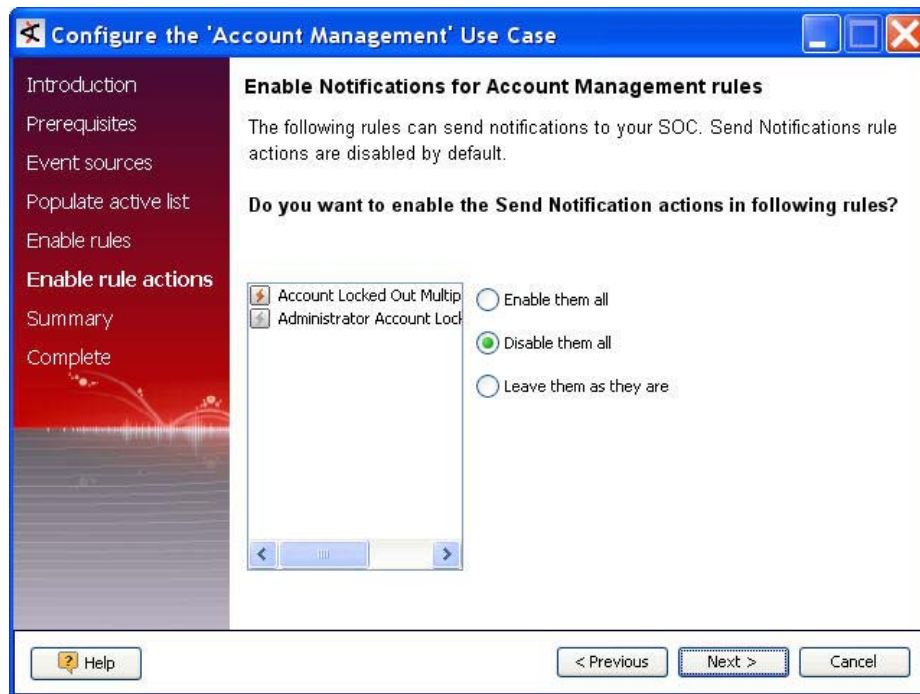 Configure the 'Account Management' Use Case
Introduction
Prerequisites
Event sources
Populate active list
Enable rules
Enable rule actions
Summary
Complete
Enable Notifications for Account Management rules
The following rules can send notifications to your SOC. Send Notifications rule
actions are disabled by default.
Do you want to enable the Send Notification actions in following rules?
Account Locked Out Multip
Administrator Account Lock
Enable them all
Disable them all
Leave them as they are
Help
< Previous
Next >
Cancel